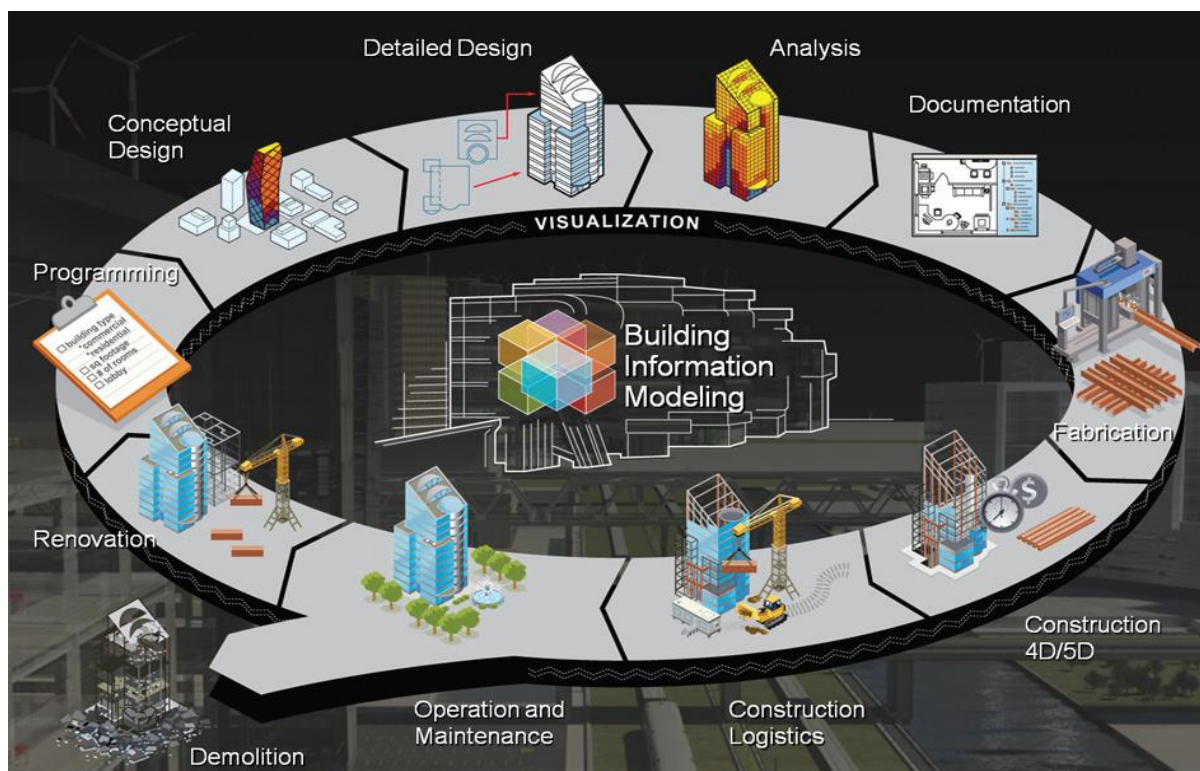 Detailed Design
Analysis
Documentation
Conceptual
Design
VISUALIZATION
Programming
building type
*commercial
*residential
sq footage
# of rooms
lobby
Building
Information
Modeling
Fabrication
Renovation
$
Construction
4D/5D
Operation and
Maintenance
Construction
Logistics
Demolition